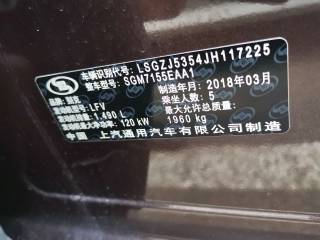 车辆识别代号: LSGZJ5354JH117225
整车型号: SGM7155EAA1
制造年月: 2018年03月
品牌: 别克
乘坐人数: 5
发动机型号: LFV
最大允许总质量:
发动机排量: 1.490 L
1960 kg
发动机最大净功率: 120 kW
中国 上汽通用汽车有限公司制造